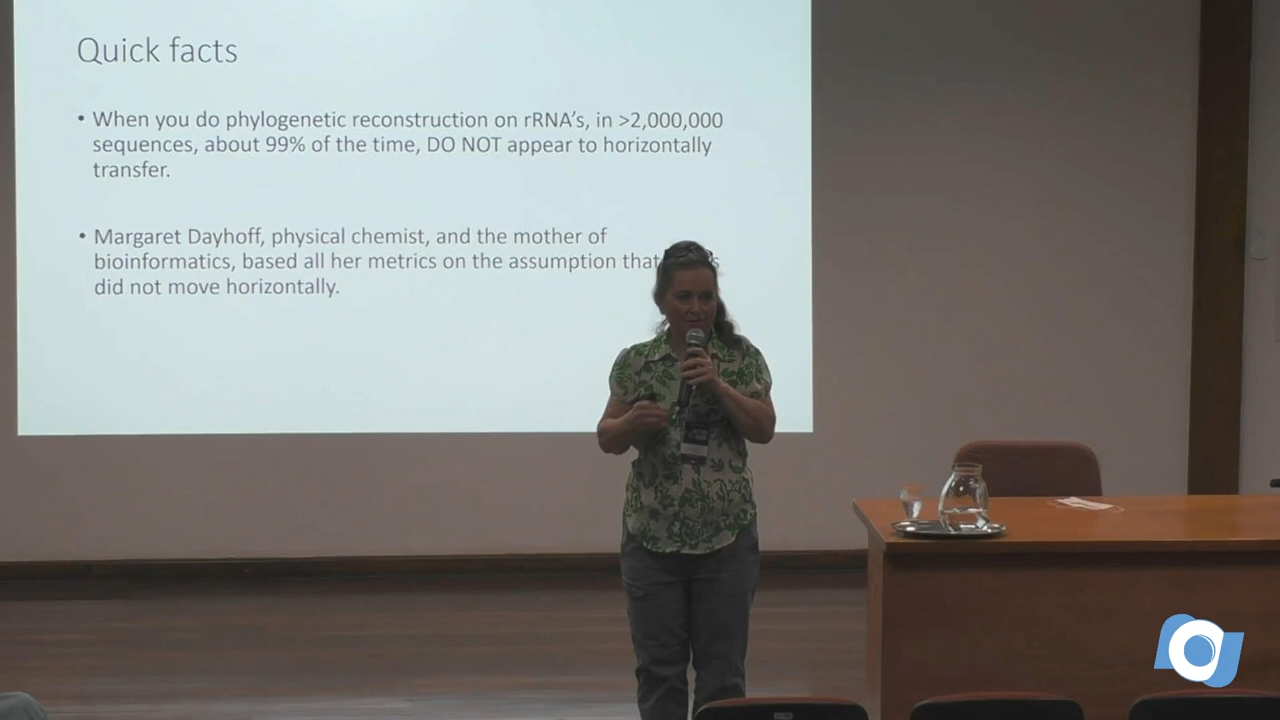 Quick facts
• When you do phylogenetic reconstruction on rRNA's, in >2,000,000
sequences, about 99% of the time, DO NOT appear to horizontally
transfer.
• Margaret Dayhoff, physical chemist, and the mother of
bioinformatics, based all her metrics on the assumption that
did not move horizontally.